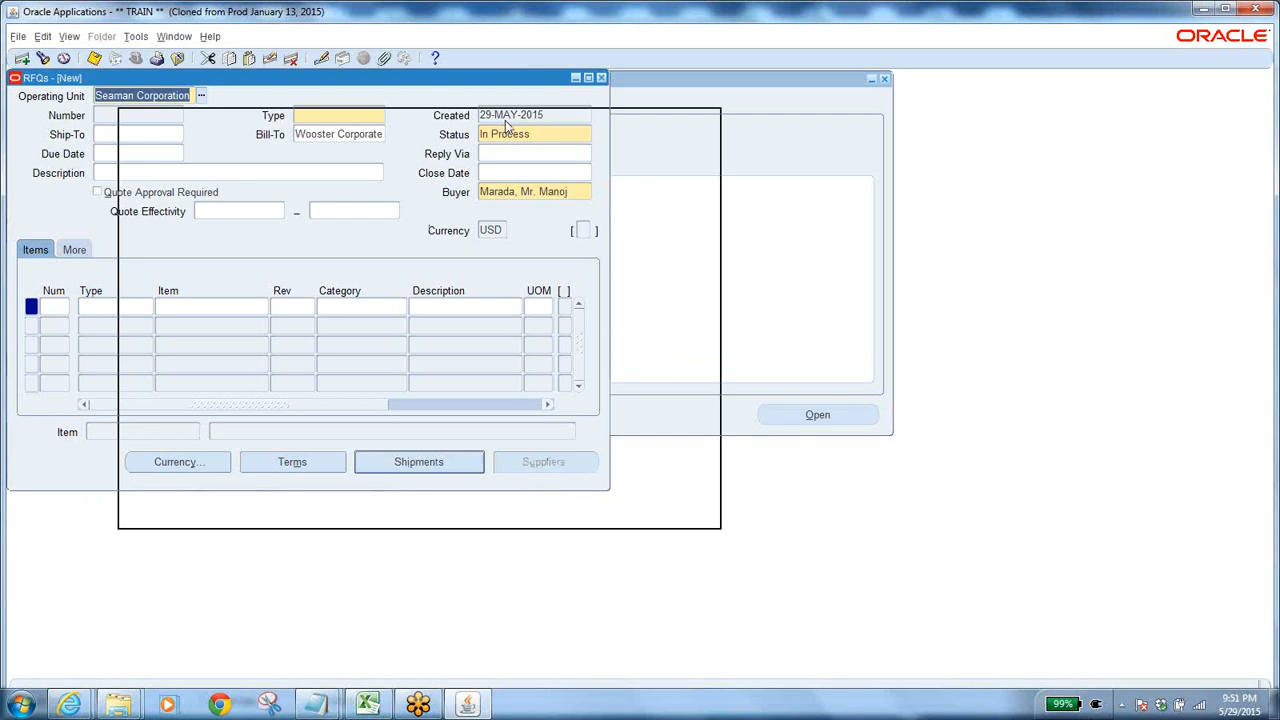 Oracle Applications - ** TRAIN ** (Cloned from Prod January 13, 2015)
File Edit View Folder Tools Window Help
ORACLE
RFQs - [New]
Operating Unit Seaman Corporation ...
Number Type Created 29-MAY-2015
Ship-To Bill-To Wooster Corporate Status In Process
Due Date Reply Via
Description Close Date
Quote Approval Required Buyer Marada, Mr. Manoj
Quote Effectivity –
Currency USD [ ]
Items More
Num Type Item Rev Category Description UOM [ ]
Open
Item
Currency... Terms Shipments Suppliers
99%
9:51 PM
5/29/2015